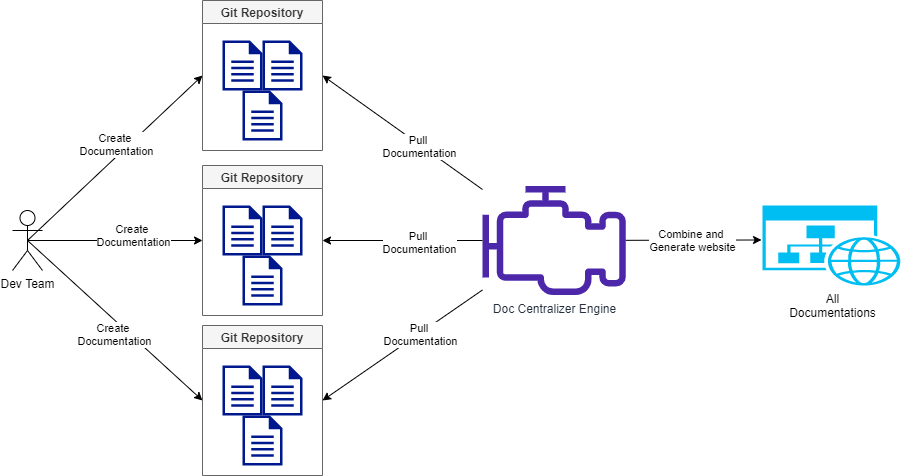 Git Repository
Create
Documentation
Pull
Documentation
Git Repository
Create
Documentation
Pull
Documentation
Combine and
Generate website
Dev Team
Doc Centralizer Engine
All
Documentations
Git Repository
Create
Documentation
Pull
Documentation